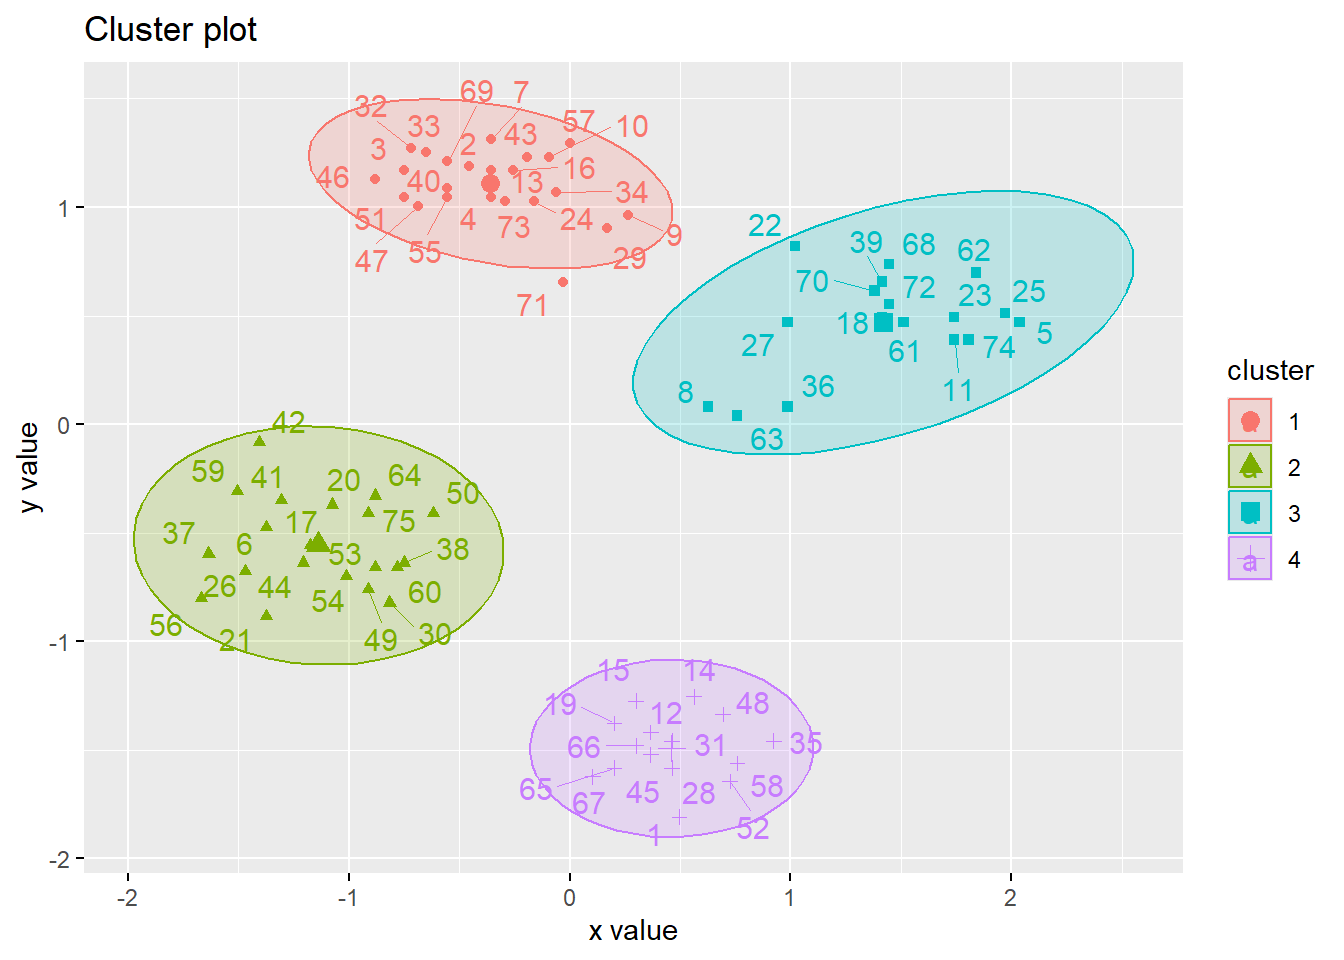 Cluster plot
69 7
32 33 2 43 57 10
3 16
46 40 13 34
51 4 73 24 9
47 55 29
71
22 39 68 62
70 72 23 25
18 5
27 61 74
11
8 36
63
42
59 41 20 64 50
37 6 17 75
53 38
26 44 54 60
56 21 49 30
15 14
19 12 48
66 31 35
65 67 45 28 58
1 52
1
0
-1
-2
y value
-2 -1 0 1 2
x value
cluster
a 1
a 2
a 3
a 4